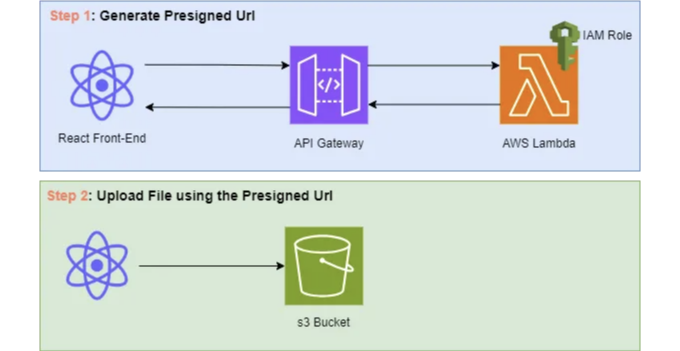 Step 1: Generate Presigned Url
IAM Role
</>
React Front-End
API Gateway
AWS Lambda
Step 2: Upload File using the Presigned Url
s3 Bucket